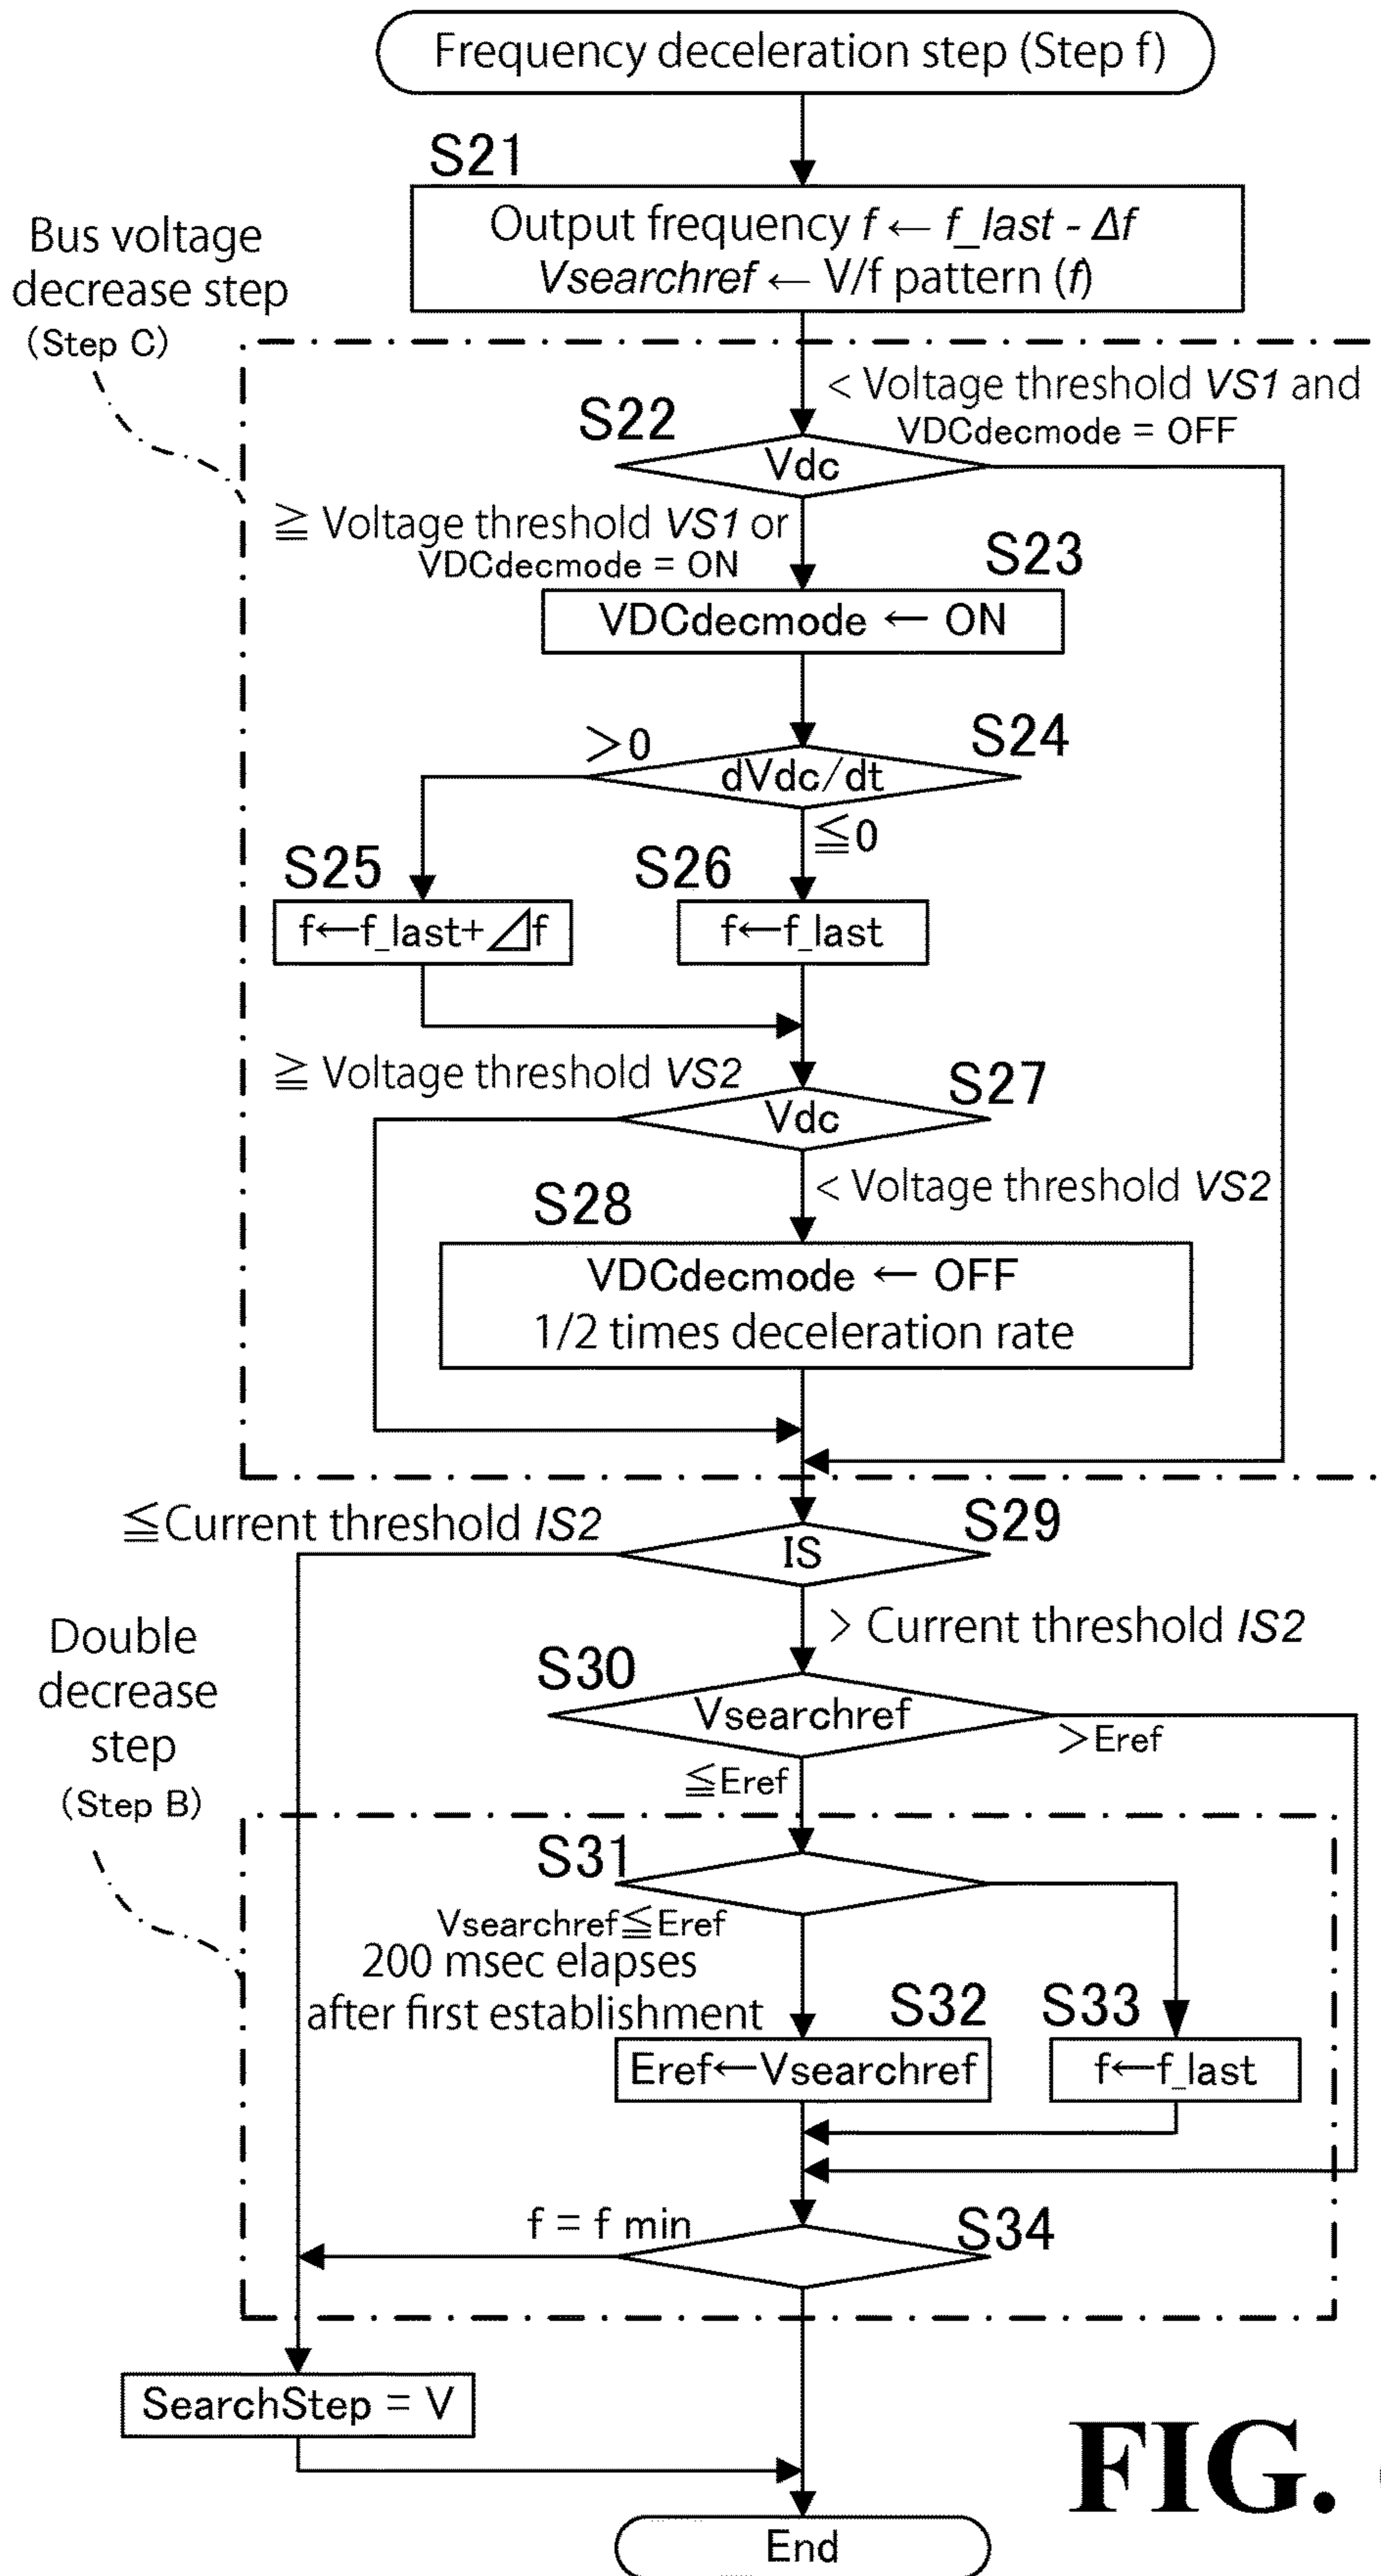 Frequency deceleration step (Step f)
S21
Output frequency f ← f_last - Δf
Vsearchref ← V/f pattern (f)
Bus voltage
decrease step
(Step C)
< Voltage threshold VS1 and
VDCdecmode = OFF
S22
Vdc
≧ Voltage threshold VS1 or
VDCdecmode = ON
S23
VDCdecmode ← ON
>0
S24
dVdc/dt
≦0
S25
S26
f←f_last+⊿f
f←f_last
≧ Voltage threshold VS2
S27
Vdc
< Voltage threshold VS2
S28
VDCdecmode ← OFF
1/2 times deceleration rate
≦Current threshold IS2
S29
IS
> Current threshold IS2
Double
decrease
step
(Step B)
S30
Vsearchref
>Eref
≦Eref
S31
Vsearchref≦Eref
200 msec elapses
after first establishment
S32
S33
Eref←Vsearchref
f←f_last
f = f min
S34
SearchStep = V
FIG.
End